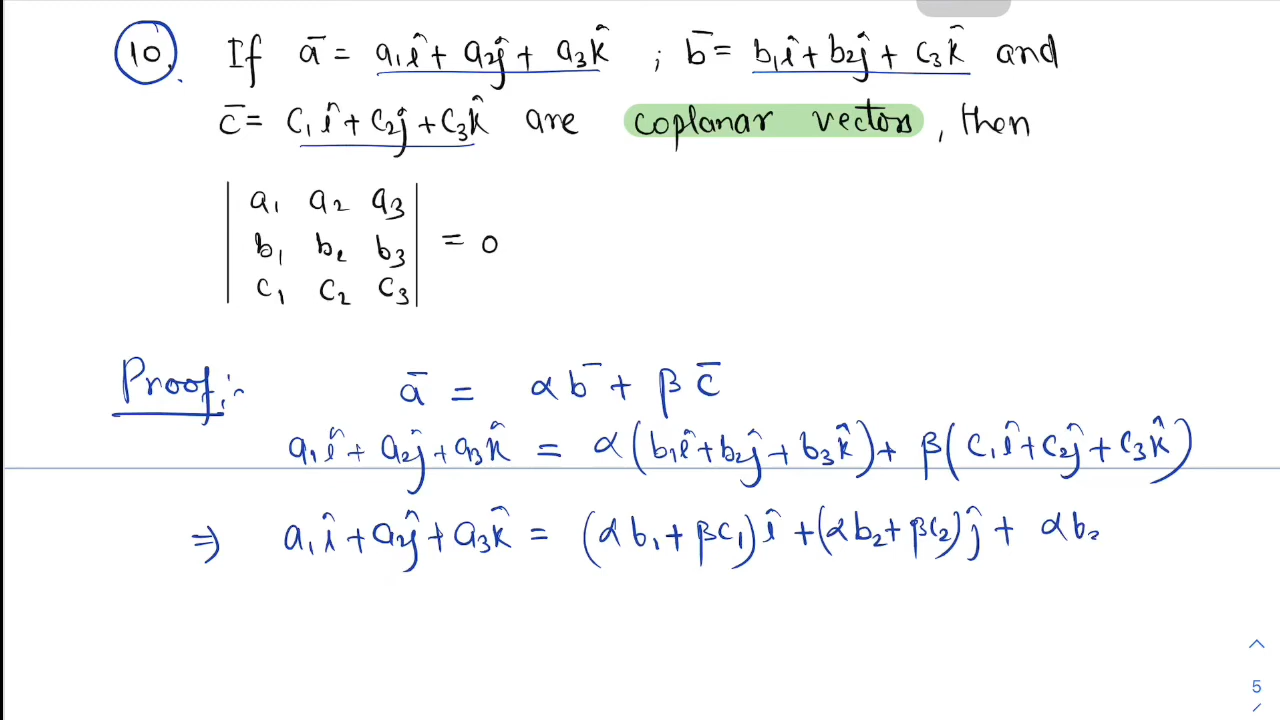 10. If ā = a₁î + a₂ĵ + a₃k̂ ; b̄ = b₁î + b₂ĵ + c₃k̂ and
c̄ = c₁î + c₂ĵ + c₃k̂ are coplanar vectors, then
| a₁ a₂ a₃ |
| b₁ b₂ b₃ | = 0
| c₁ c₂ c₃ |
Proof:- ā = αb̄ + βc̄
a₁î + a₂ĵ + a₃k̂ = α(b₁î + b₂ĵ + b₃k̂) + β(c₁î + c₂ĵ + c₃k̂)
⇒ a₁î + a₂ĵ + a₃k̂ = (αb₁ + βc₁)î + (αb₂ + βc₂)ĵ + αb₂
5